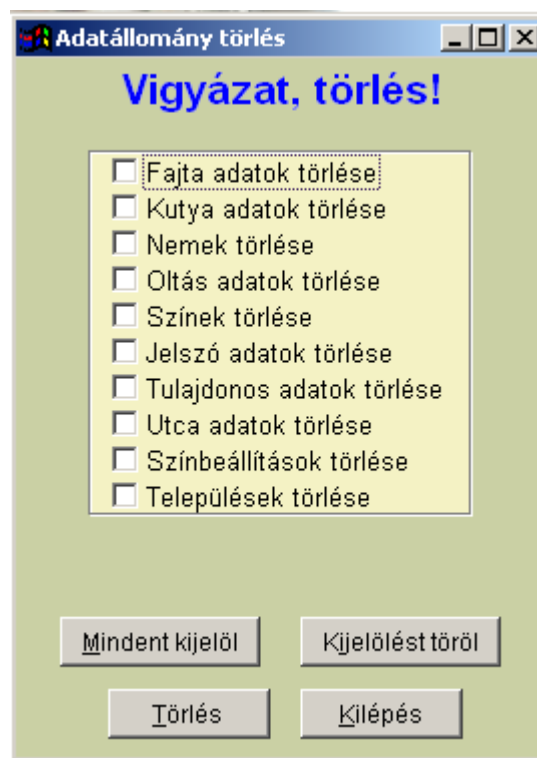 Adatállomány törlés
Vigyázat, törlés!
Fajta adatok törlése
Kutya adatok törlése
Nemek törlése
Oltás adatok törlése
Színek törlése
Jelszó adatok törlése
Tulajdonos adatok törlése
Utca adatok törlése
Színbeállítások törlése
Települések törlése
Mindent kijelöl
Kijelölést töröl
Törlés
Kilépés